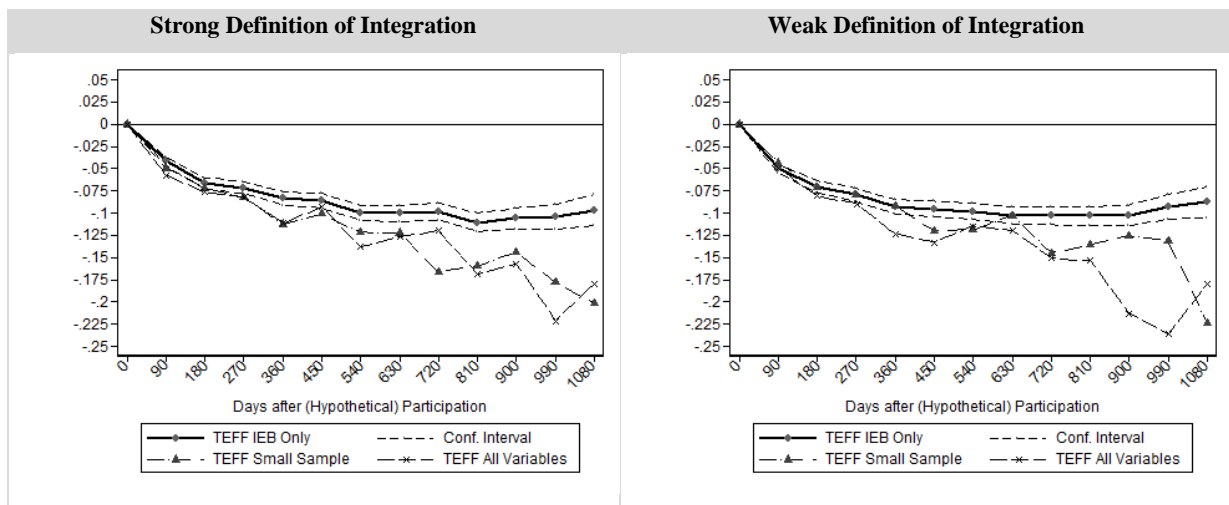 Strong Definition of Integration
Weak Definition of Integration
.05
.025
0
-.025
-.05
-.075
-.1
-.125
-.15
-.175
-.2
-.225
-.25
0 90 180 270 360 450 540 630 720 810 900 990 1080
Days after (Hypothetical) Participation
TEFF IEB Only Conf. Interval
TEFF Small Sample TEFF All Variables
.05
.025
0
-.025
-.05
-.075
-.1
-.125
-.15
-.175
-.2
-.225
-.25
0 90 180 270 360 450 540 630 720 810 900 990 1080
Days after (Hypothetical) Participation
TEFF IEB Only Conf. Interval
TEFF Small Sample TEFF All Variables